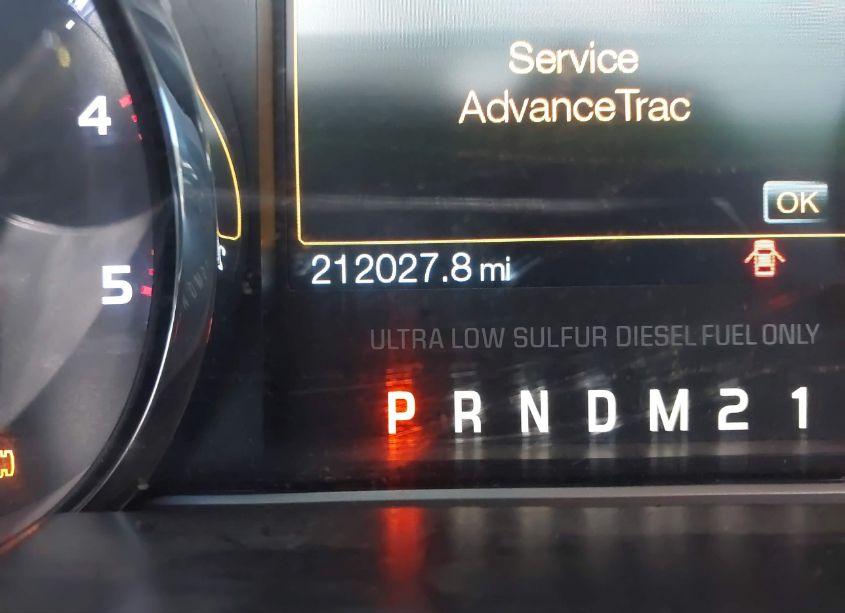 Service
AdvanceTrac
4
OK
212027.8 mi
5
ULTRA LOW SULFUR DIESEL FUEL ONLY
P R N D M 2 1